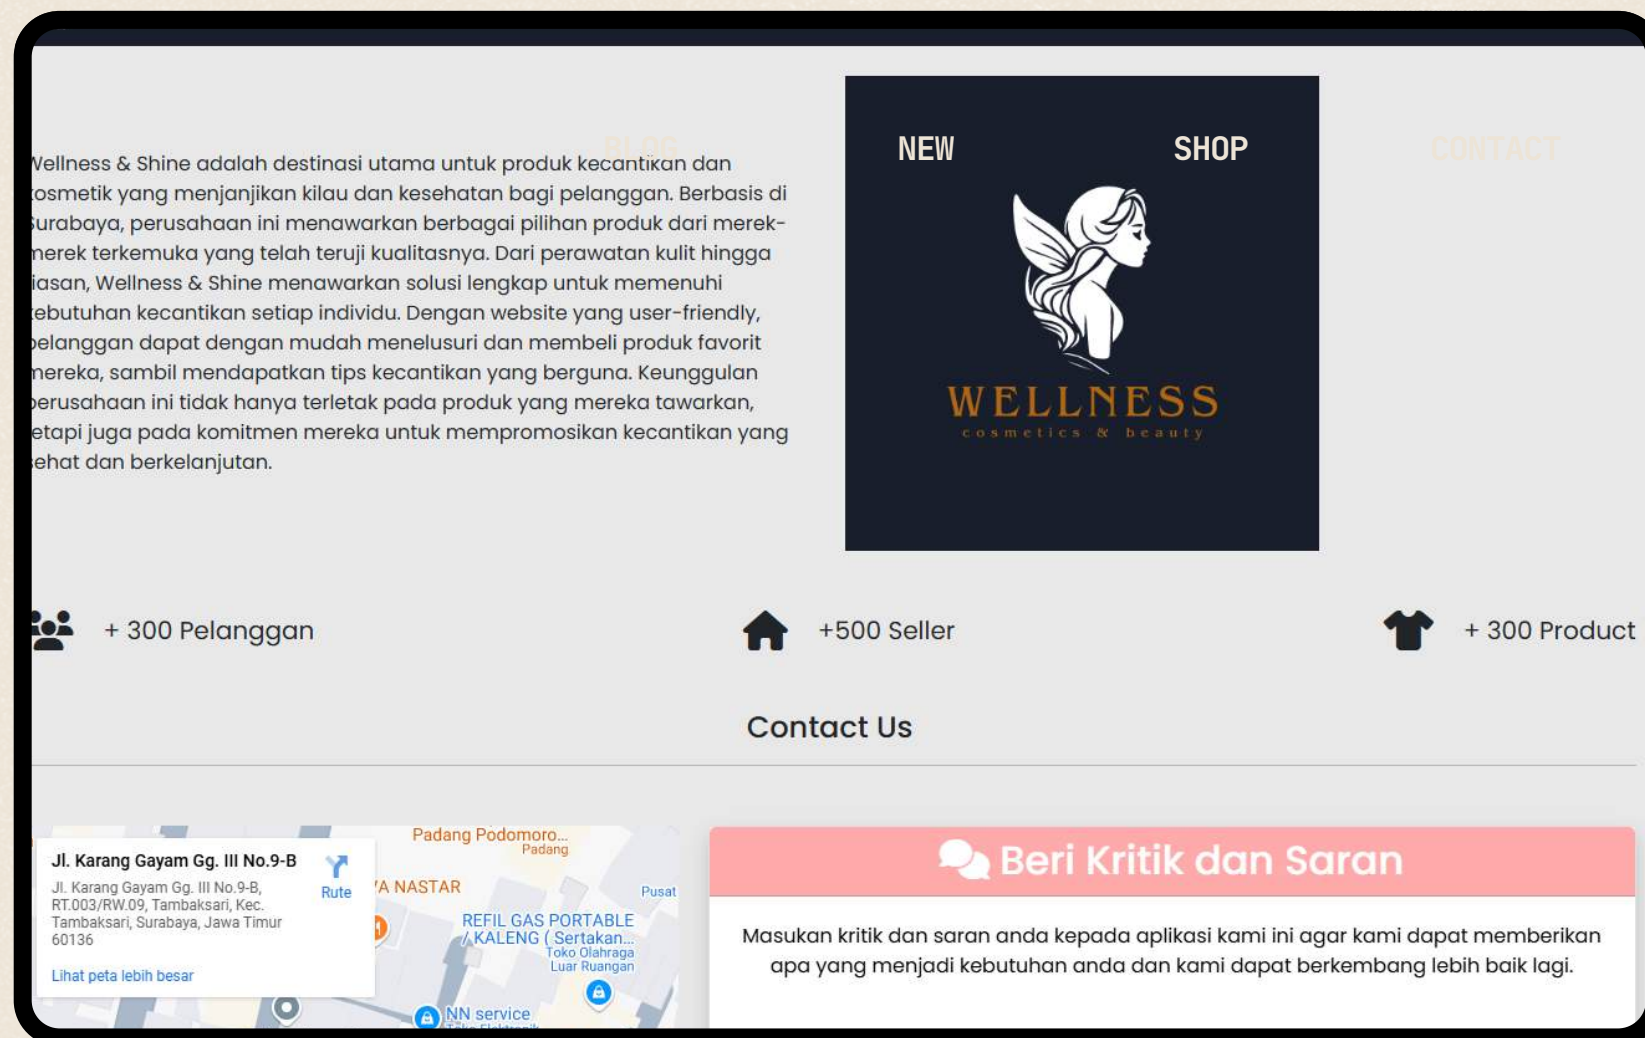 BLOG
NEW
SHOP
CONTACT
Wellness & Shine adalah destinasi utama untuk produk kecantikan dan
kosmetik yang menjanjikan kilau dan kesehatan bagi pelanggan. Berbasis di
Surabaya, perusahaan ini menawarkan berbagai pilihan produk dari merek-
merek terkemuka yang telah teruji kualitasnya. Dari perawatan kulit hingga
riasan, Wellness & Shine menawarkan solusi lengkap untuk memenuhi
kebutuhan kecantikan setiap individu. Dengan website yang user-friendly,
pelanggan dapat dengan mudah menelusuri dan membeli produk favorit
mereka, sambil mendapatkan tips kecantikan yang berguna. Keunggulan
perusahaan ini tidak hanya terletak pada produk yang mereka tawarkan,
tetapi juga pada komitmen mereka untuk mempromosikan kecantikan yang
sehat dan berkelanjutan.
WELLNESS
cosmetics & beauty
+ 300 Pelanggan
+500 Seller
+ 300 Product
Contact Us
Jl. Karang Gayam Gg. III No.9-B
Jl. Karang Gayam Gg. III No.9-B,
RT.003/RW.09, Tambaksari, Kec.
Tambaksari, Surabaya, Jawa Timur
60136
Rute
Lihat peta lebih besar
Padang Podomoro...
Padang
A NASTAR
Pusat
REFIL GAS PORTABLE
/ KALENG ( Sertakan...
Toko Olahraga
Luar Ruangan
NN service
Beri Kritik dan Saran
Masukan kritik dan saran anda kepada aplikasi kami ini agar kami dapat memberikan
apa yang menjadi kebutuhan anda dan kami dapat berkembang lebih baik lagi.